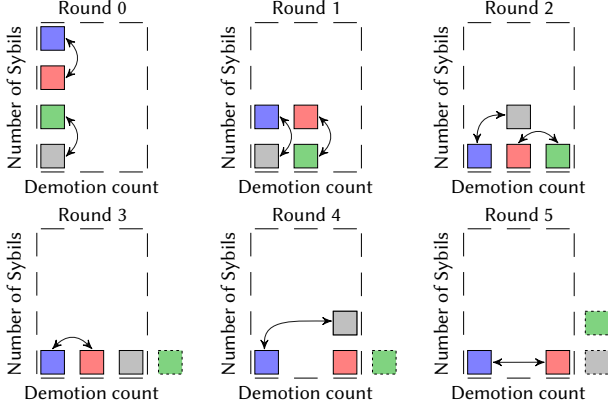 Round 0
Round 1
Round 2
Number of Sybils
Number of Sybils
Number of Sybils
Demotion count
Demotion count
Demotion count
Round 3
Round 4
Round 5
Number of Sybils
Number of Sybils
Number of Sybils
Demotion count
Demotion count
Demotion count